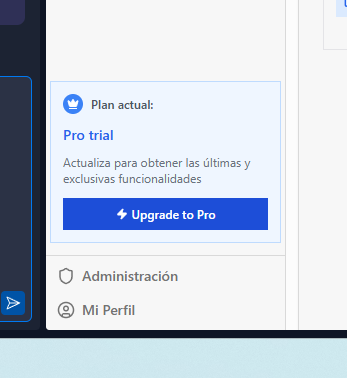 Plan actual:
Pro trial
Actualiza para obtener las últimas y
exclusivas funcionalidades
Upgrade to Pro
Administración
Mi Perfil